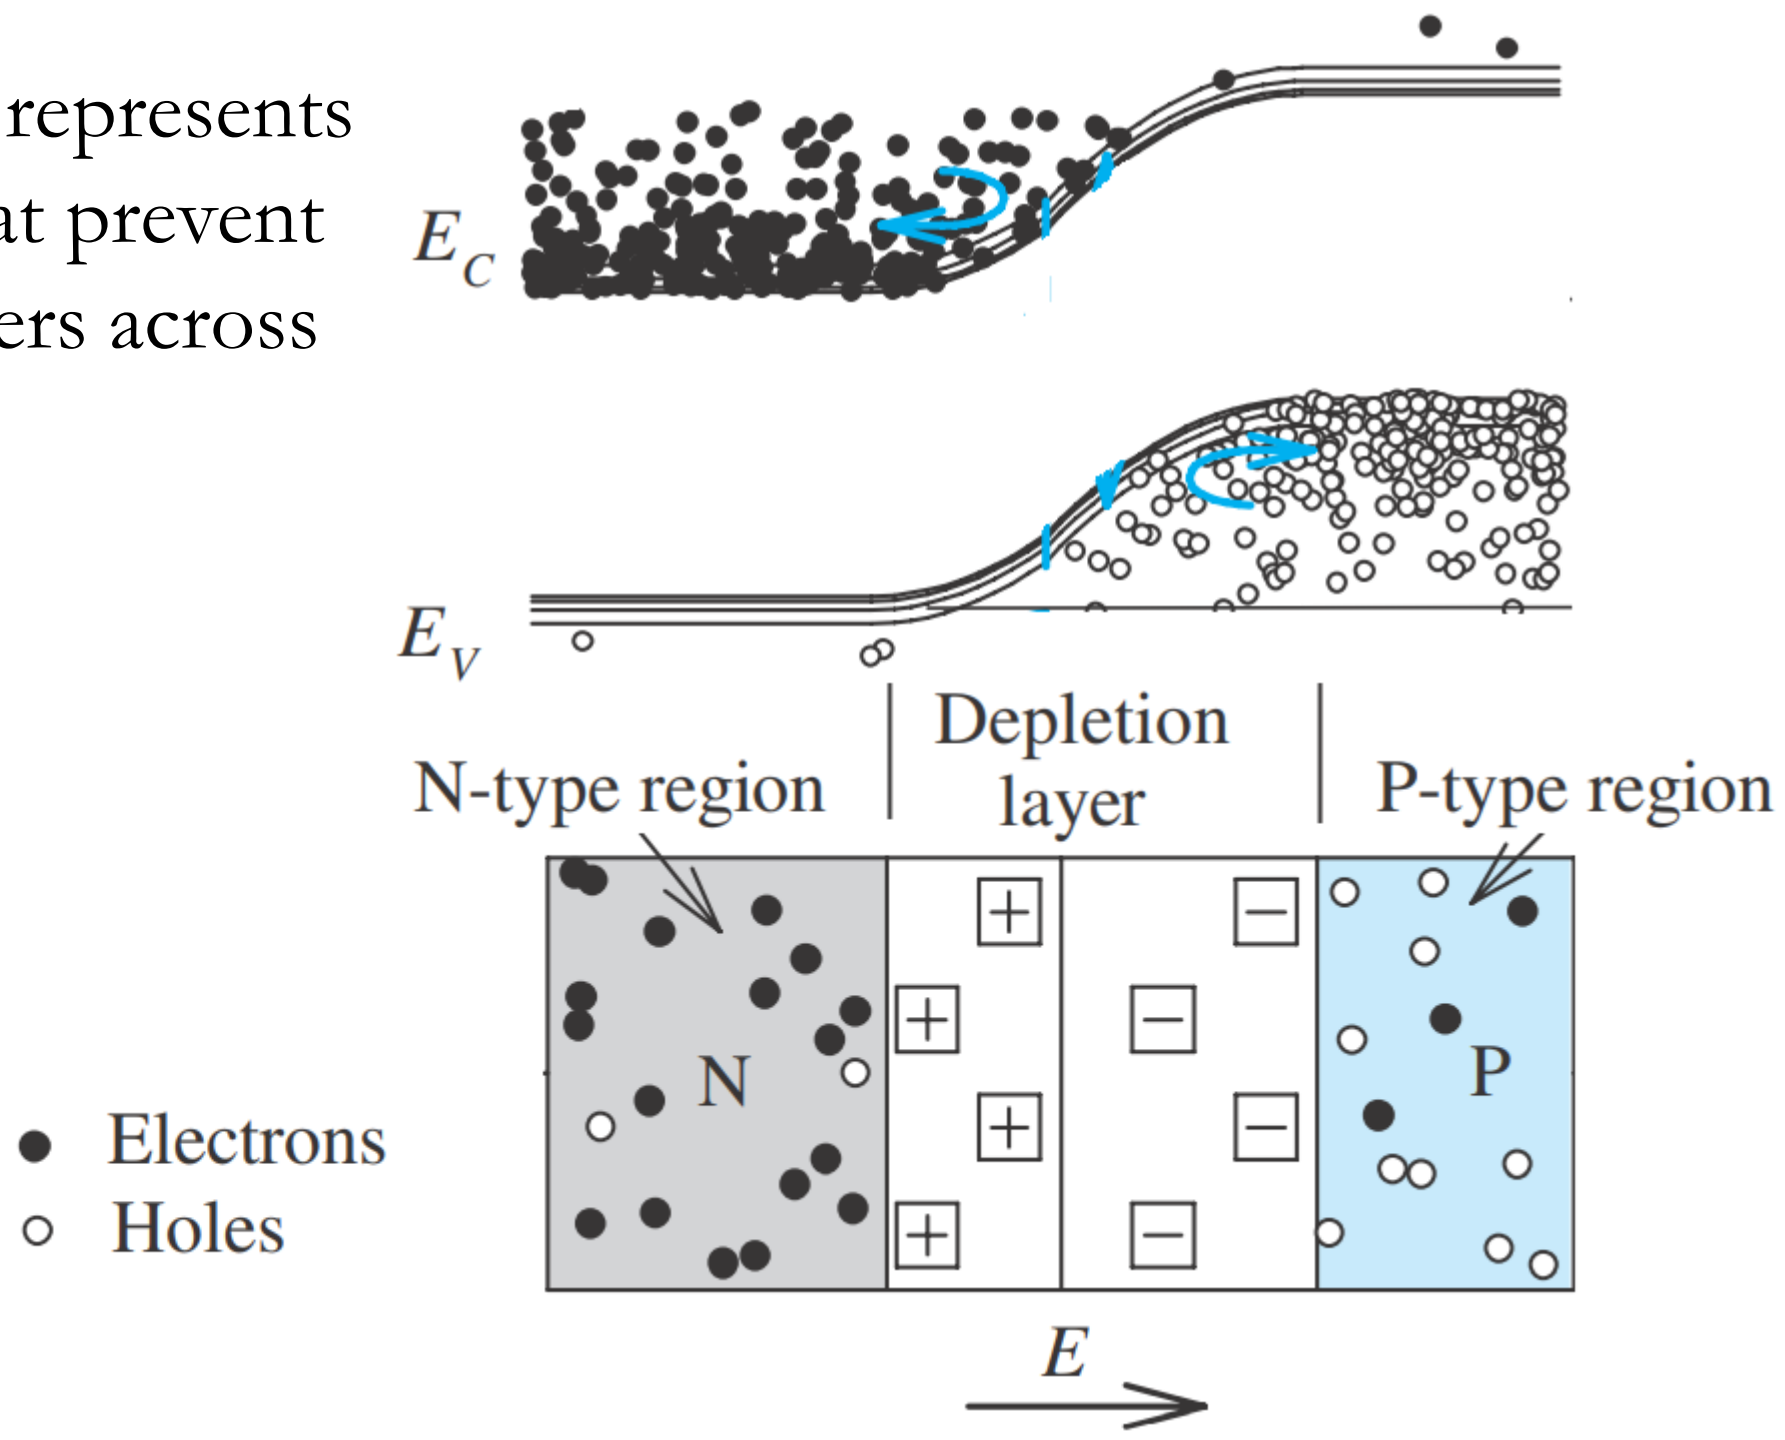 represents
at prevent
ers across
E_C
E_V
Depletion
layer
N-type region
P-type region
+ −
+ −
N
P
+ −
+ −
Electrons
Holes
E